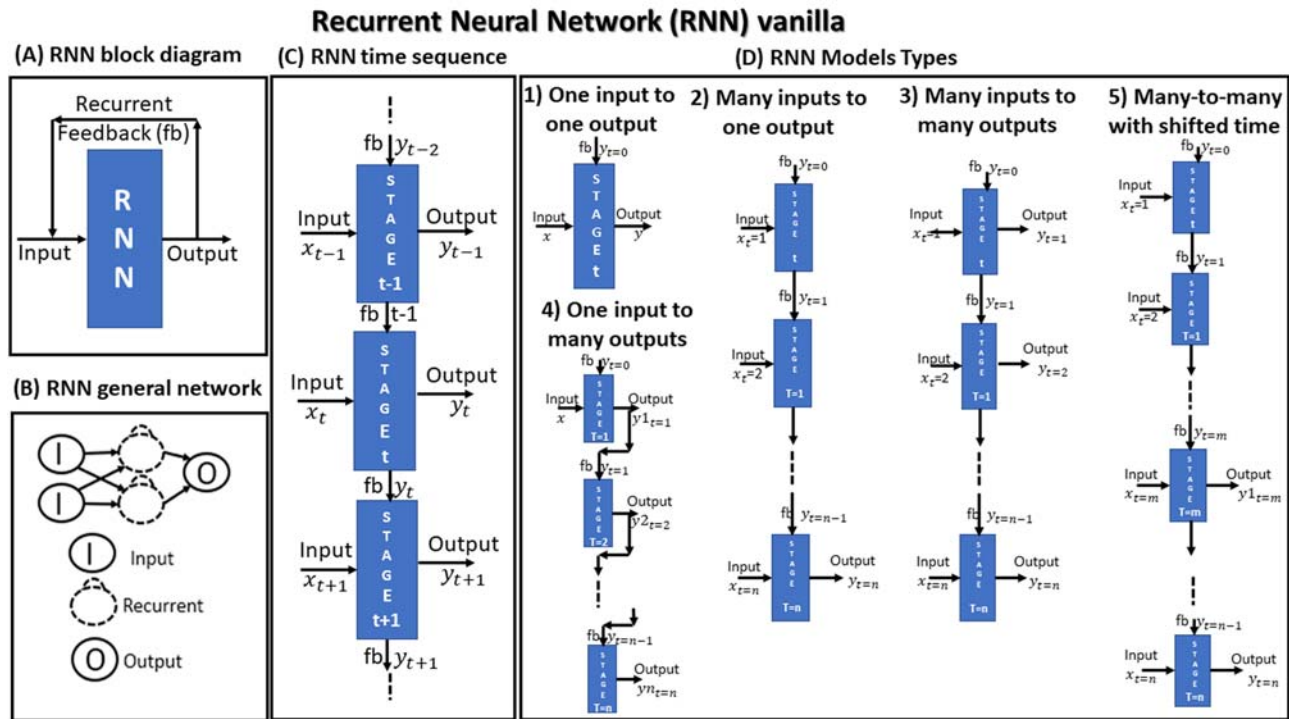 Recurrent Neural Network (RNN) vanilla
(A) RNN block diagram
Recurrent
Feedback (fb)
R
N
N
Input
Output
(B) RNN general network
I
I
O
I
Input
Recurrent
O
Output
(C) RNN time sequence
fb y_{t−2}
Input
x_{t−1}
STAGE
t-1
Output
y_{t−1}
fb t-1
Input
x_t
STAGE
t
Output
y_t
fb y_t
Input
x_{t+1}
STAGE
t+1
Output
y_{t+1}
fb y_{t+1}
(D) RNN Models Types
1) One input to
one output
fb y_{t=0}
Input
x
STAGE
t
Output
y
4) One input to
many outputs
fb y_{t=0}
Input
x
STAGE
T=1
Output
y1_{t=1}
fb y_{t=1}
STAGE
T=2
Output
y2_{t=2}
fb y_{t=n−1}
STAGE
T=n
Output
yn_{t=n}
2) Many inputs to
one output
fb y_{t=0}
Input
x_t=1
STAGE
t
fb y_{t=1}
Input
x_t=2
STAGE
T=1
fb y_{t=n−1}
Input
x_{t=n}
STAGE
T=n
Output
y_{t=n}
3) Many inputs to
many outputs
fb y_{t=0}
Input
x_t=1
STAGE
t
Output
y_{t=1}
fb y_{t=1}
Input
x_t=2
STAGE
T=1
Output
y_{t=2}
fb y_{t=n−1}
Input
x_{t=n}
STAGE
T=n
Output
y_{t=n}
5) Many-to-many
with shifted time
fb y_{t=0}
Input
x_t=1
STAGE
t
fb y_{t=1}
Input
x_t=2
STAGE
T=1
fb y_{t=m}
Input
x_{t=m}
STAGE
T=m
Output
y1_{t=m}
fb y_{t=n−1}
Input
x_{t=n}
STAGE
T=n
Output
y_{t=n}